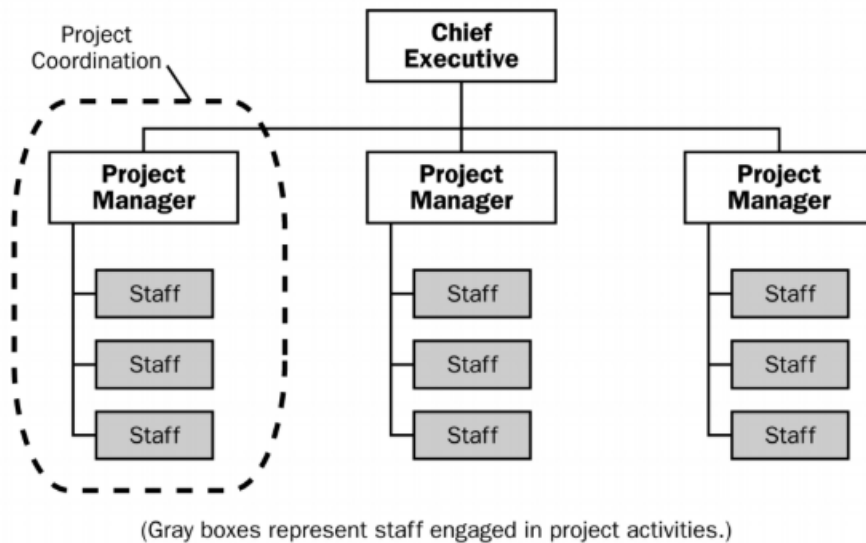 Project
Coordination
Chief
Executive
Project
Manager
Project
Manager
Project
Manager
Staff
Staff
Staff
Staff
Staff
Staff
Staff
Staff
Staff
(Gray boxes represent staff engaged in project activities.)